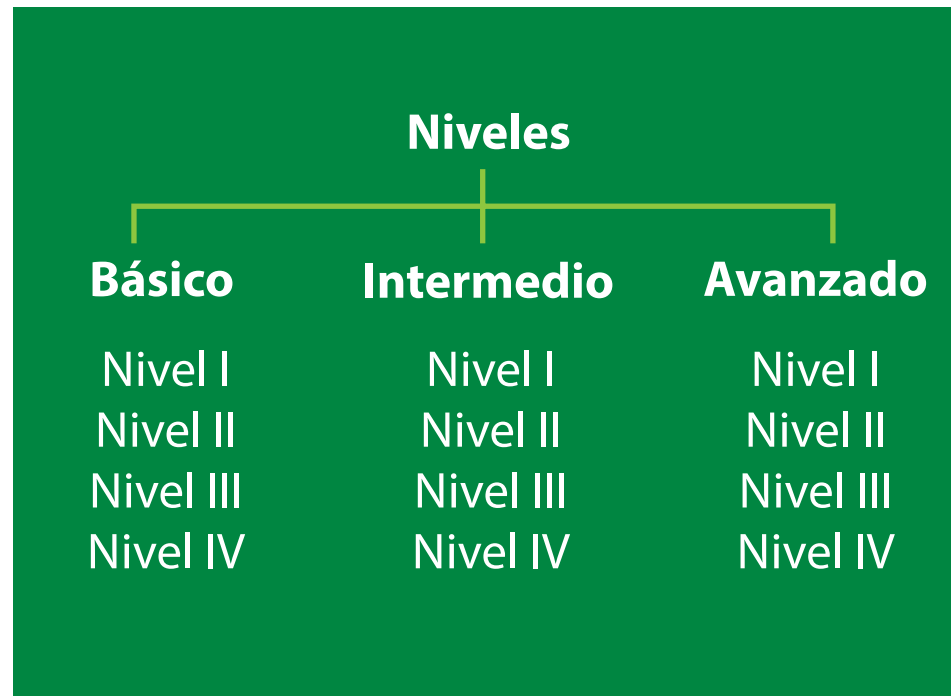 Niveles
Básico Intermedio Avanzado
Nivel I Nivel I Nivel I
Nivel II Nivel II Nivel II
Nivel III Nivel III Nivel III
Nivel IV Nivel IV Nivel IV